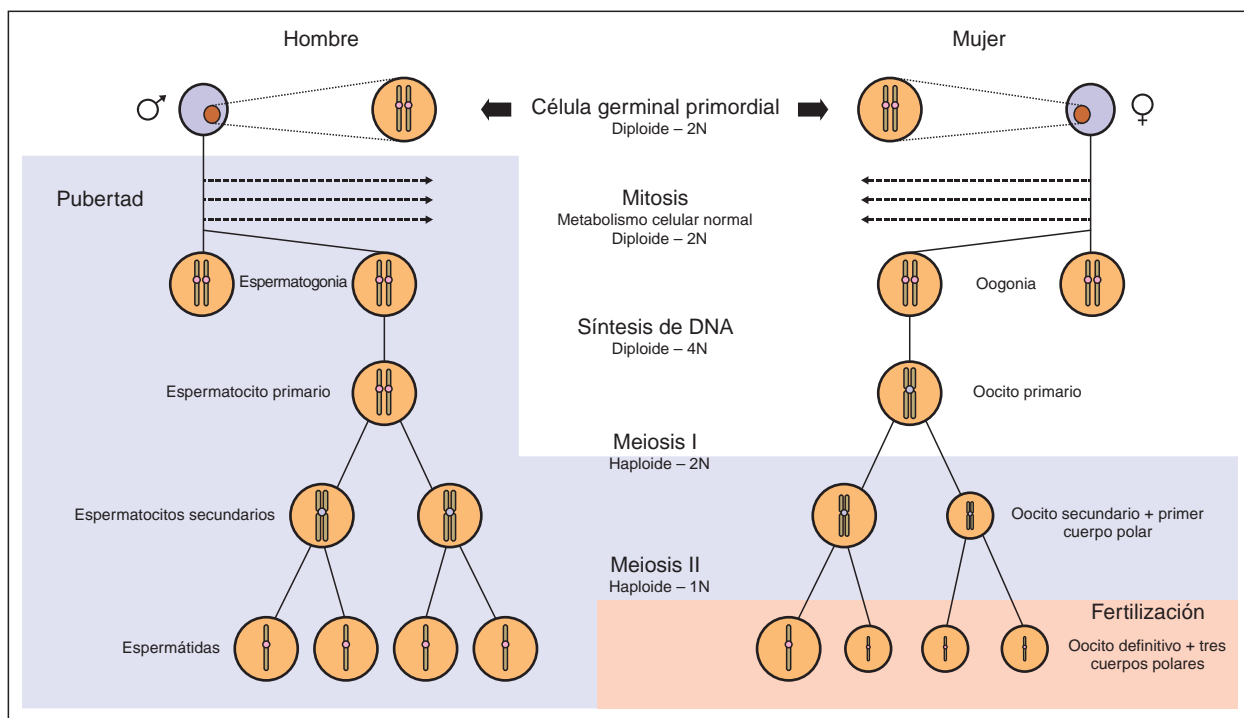 Hombre
Mujer
Célula germinal primordial
Diploide – 2N
Pubertad
Mitosis
Metabolismo celular normal
Diploide – 2N
Espermatogonia
Oogonia
Síntesis de DNA
Diploide – 4N
Espermatocito primario
Oocito primario
Meiosis I
Haploide – 2N
Espermatocitos secundarios
Oocito secundario + primer
cuerpo polar
Meiosis II
Haploide – 1N
Fertilización
Espermátidas
Oocito definitivo + tres
cuerpos polares